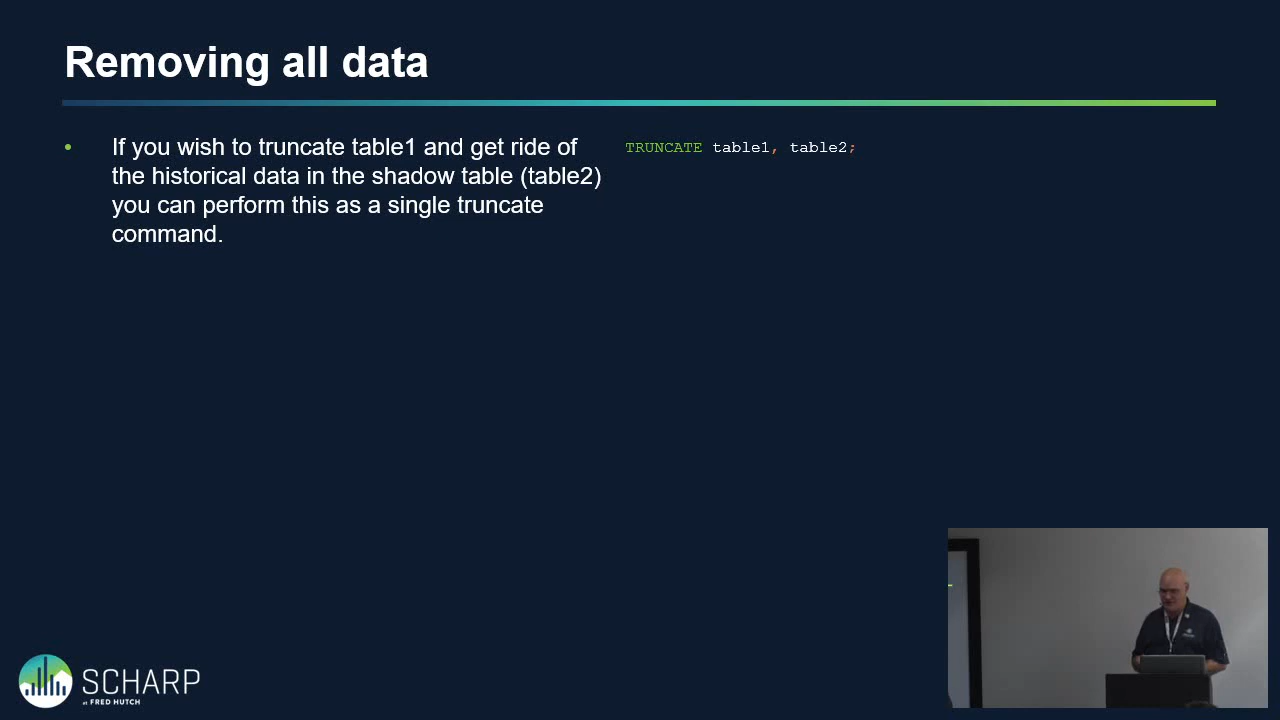 Removing all data
• If you wish to truncate table1 and get ride of
the historical data in the shadow table (table2)
you can perform this as a single truncate
command.
TRUNCATE table1, table2;
SCHARP
at FRED HUTCH